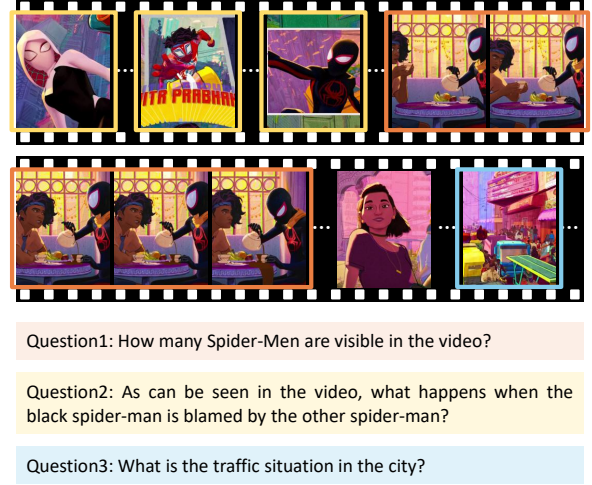 ITR PRABHAK
Question1: How many Spider-Men are visible in the video?
Question2: As can be seen in the video, what happens when the
black spider-man is blamed by the other spider-man?
Question3: What is the traffic situation in the city?